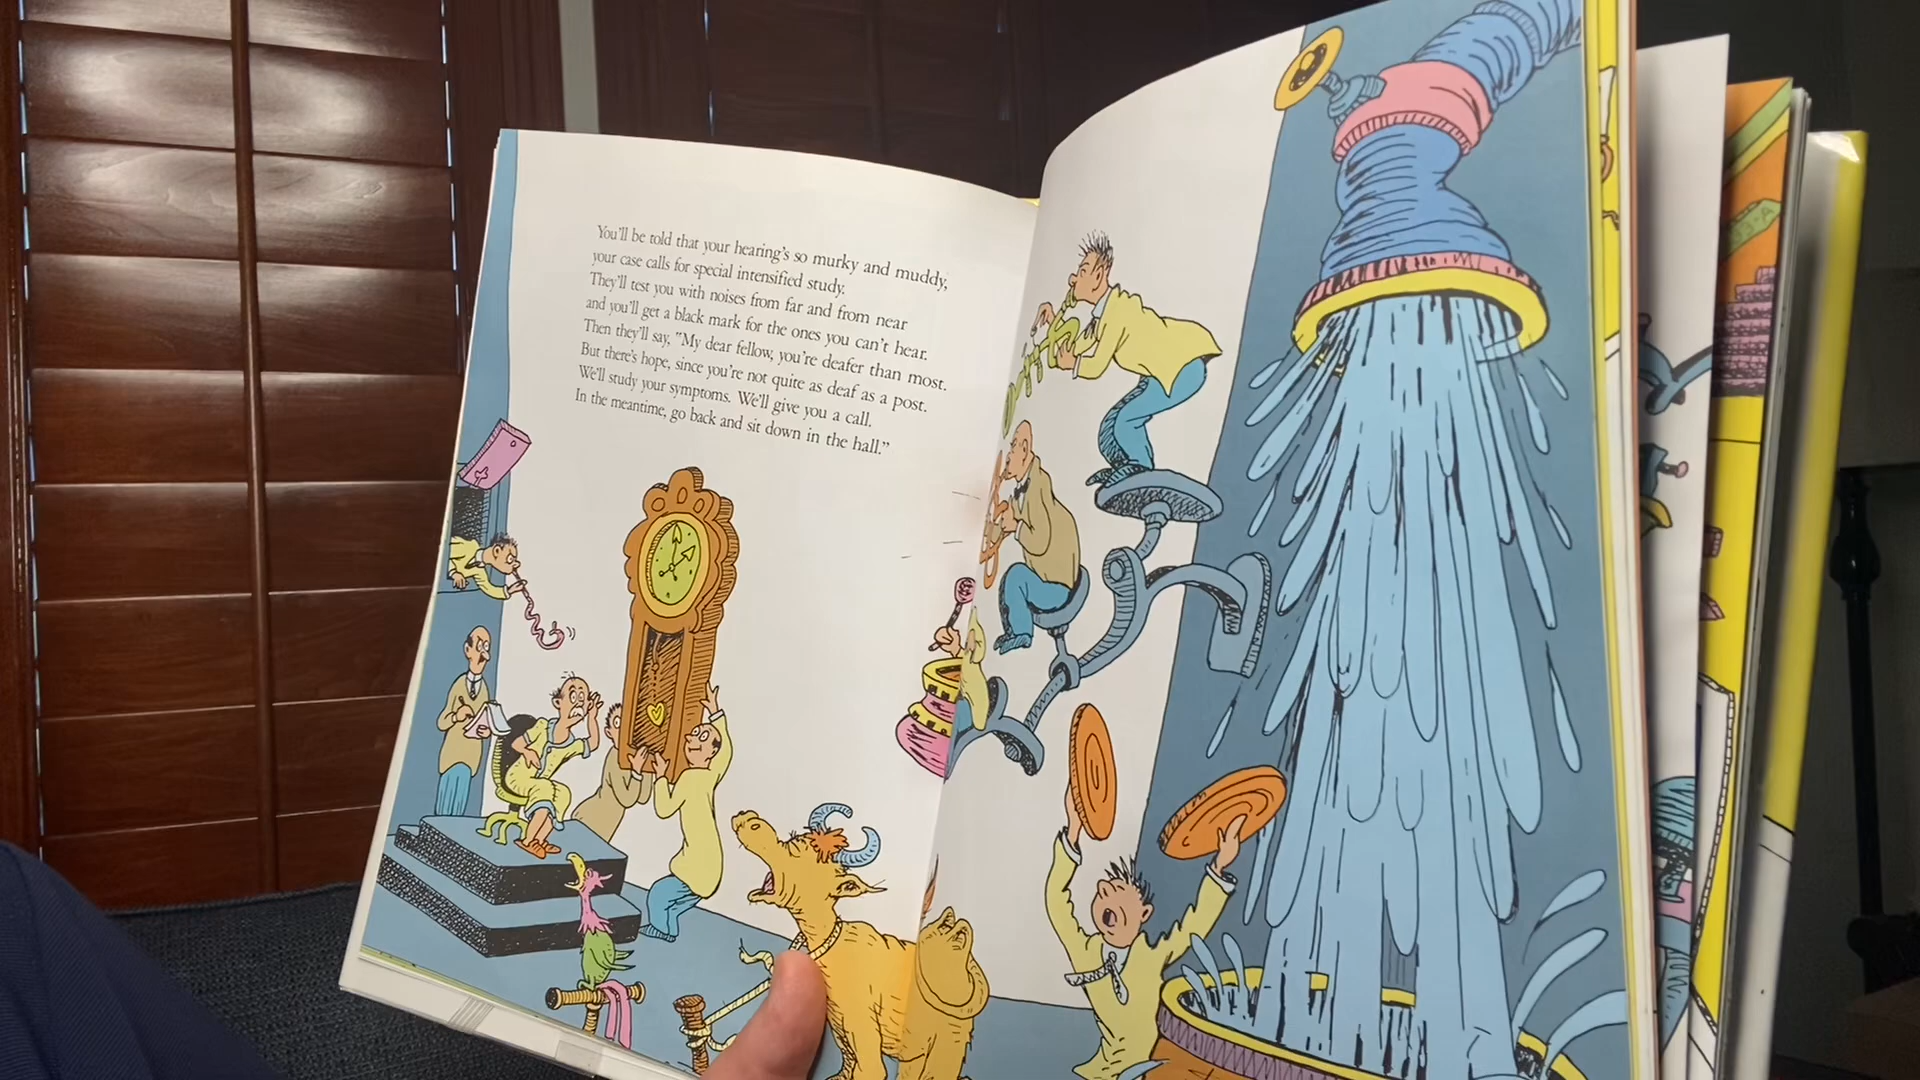 You'll be told that your hearing's so murky and muddy,
your case calls for special intensified study.
They'll test you with noises from far and from near
and you'll get a black mark for the ones you can't hear.
Then they'll say, "My dear fellow, you're deafer than most.
But there's hope, since you're not quite as deaf as a post.
We'll study your symptoms. We'll give you a call.
In the meantime, go back and sit down in the hall."